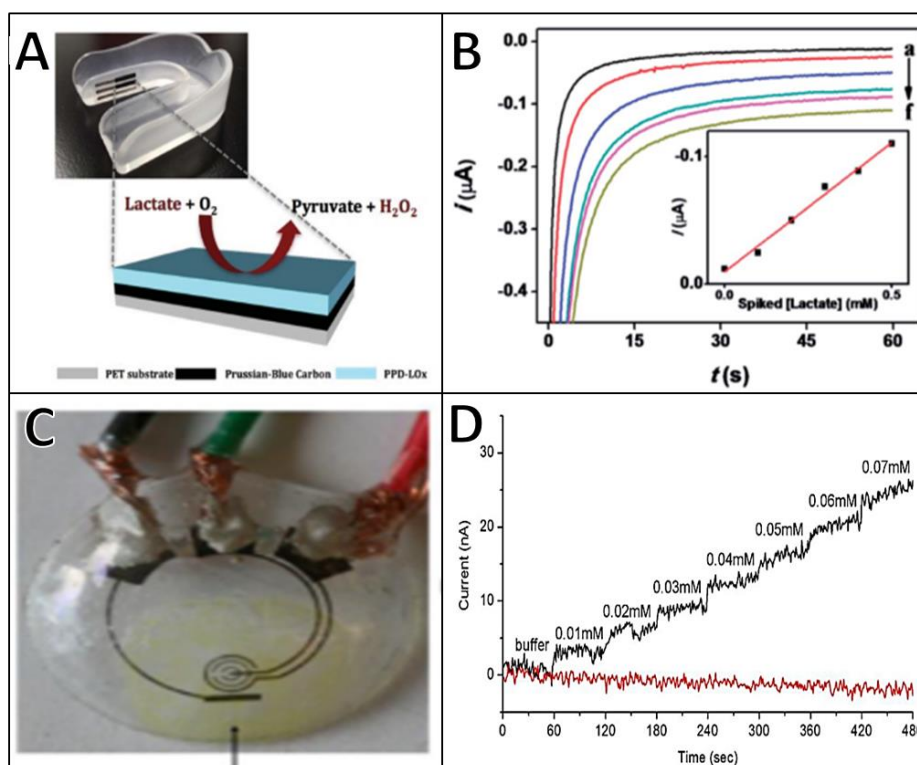 A
Lactate + O₂
Pyruvate + H₂O₂
PET substrate
Prussian-Blue Carbon
PPD-LOx
B
0.0
-0.1
-0.2
-0.3
-0.4
i (μA)
0
15
30
45
60
t (s)
a
f
-0.1
0.0
i (μA)
0.0
0.5
Spiked [Lactate] (mM)
C
D
30
20
10
0
Current (nA)
buffer
0.01mM
0.02mM
0.03mM
0.04mM
0.05mM
0.06mM
0.07mM
0
60
120
180
240
300
360
420
480
Time (sec)